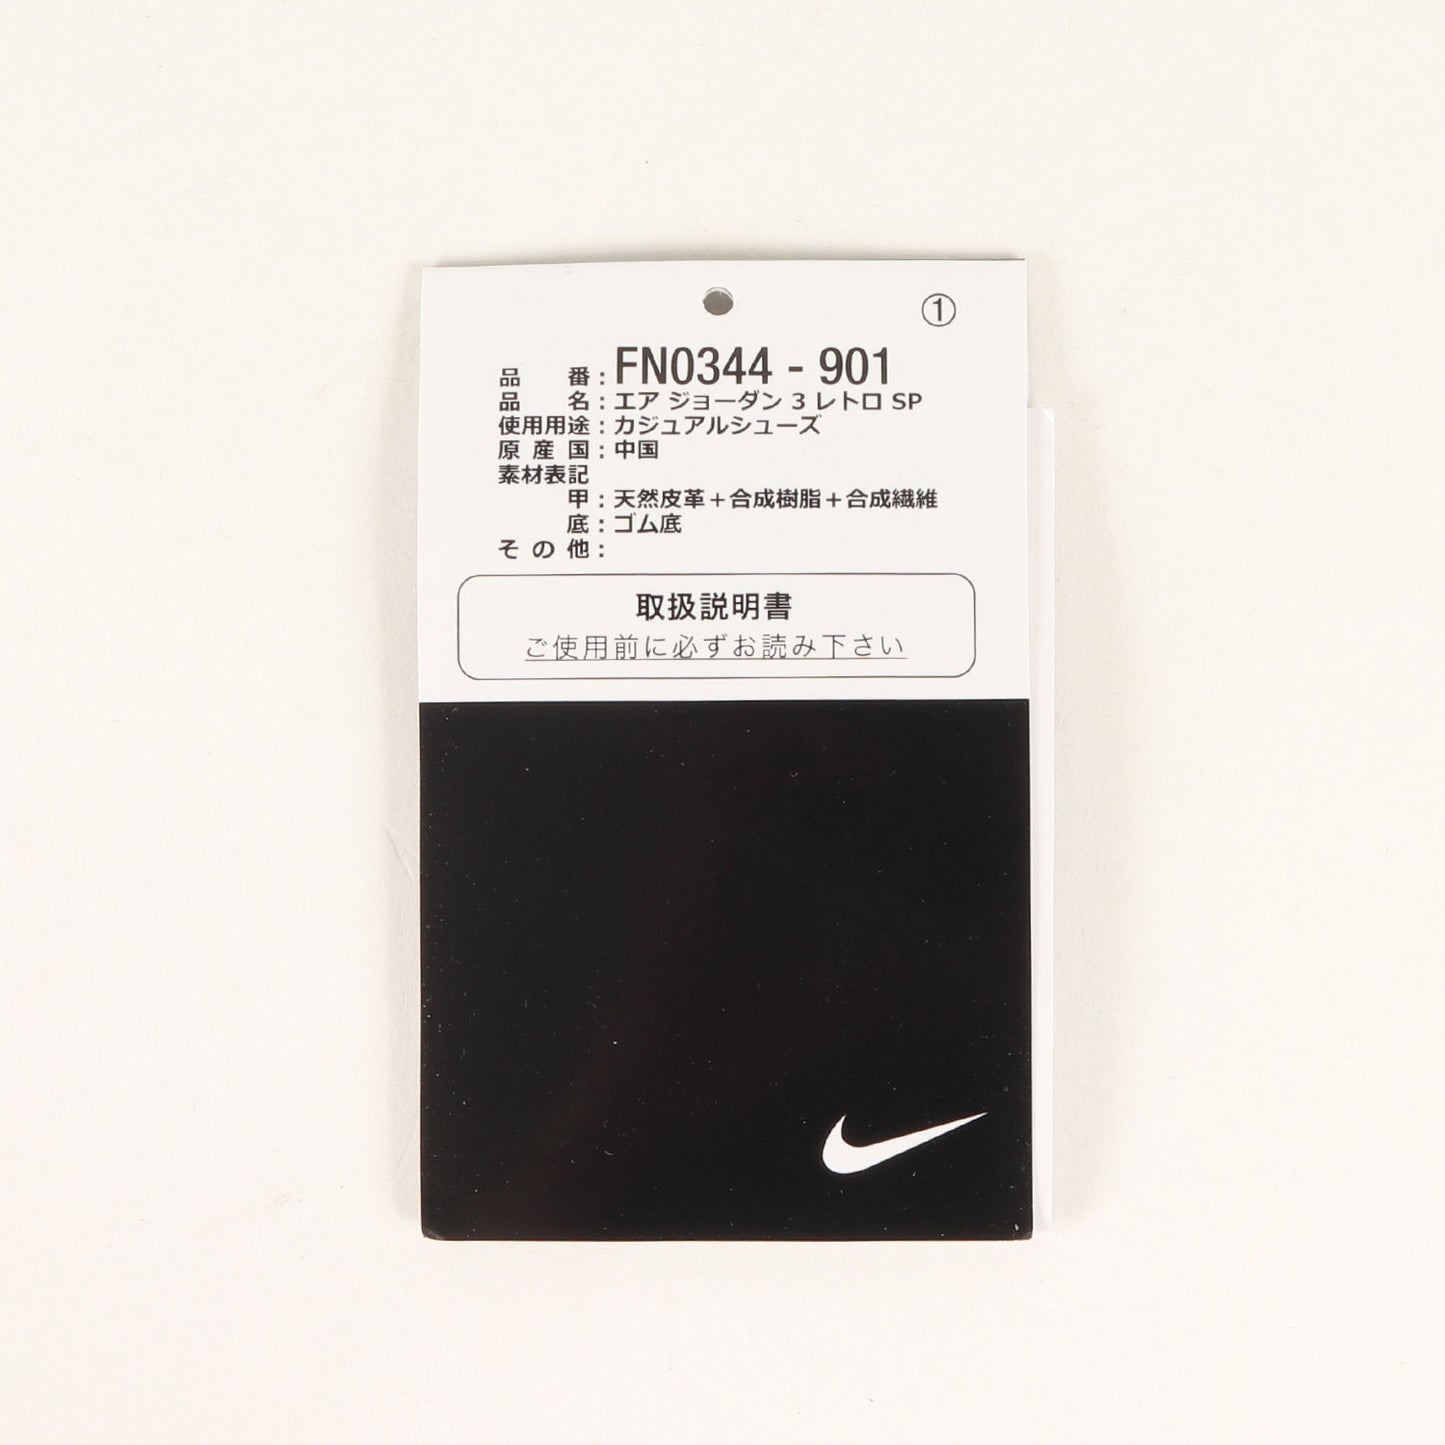 ①
品番：FN0344 - 901
品名：エア ジョーダン 3 レトロ SP
使用用途：カジュアルシューズ
原産国：中国
素材表記
甲：天然皮革＋合成樹脂＋合成繊維
底：ゴム底
その他：
取扱説明書
ご使用前に必ずお読み下さい